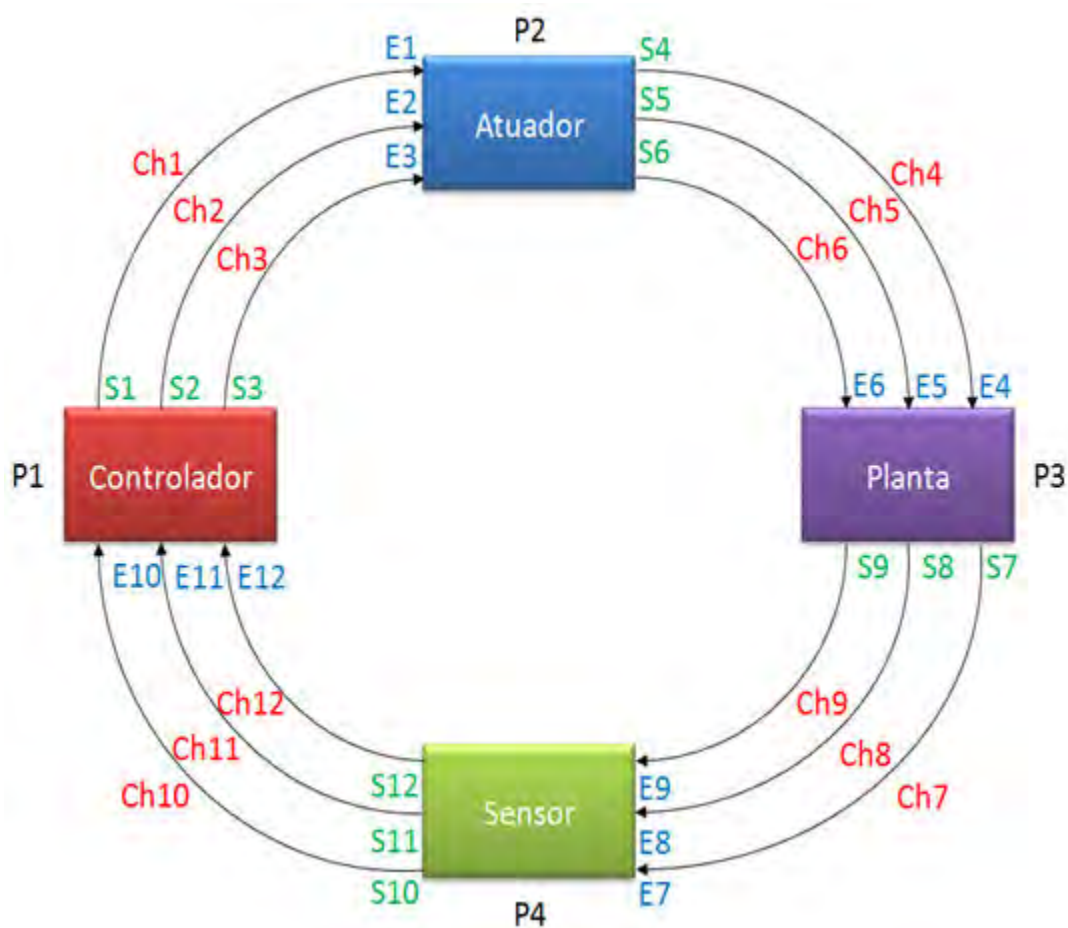 P2
E1
S4
E2
S5
Atuador
E3
S6
Ch1
Ch4
Ch2
Ch5
Ch3
Ch6
S1 S2 S3
E6 E5 E4
P1
Controlador
Planta
P3
E10 E11 E12
S9 S8 S7
Ch12
Ch9
Ch11
Ch8
Ch10
Ch7
S12
E9
Sensor
S11
E8
S10
E7
P4